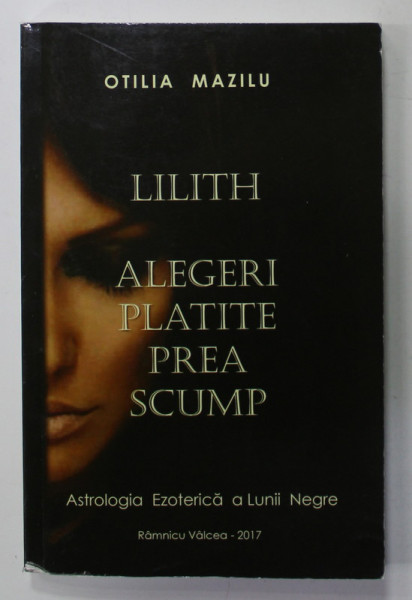 OTILIA MAZILU
LILITH
ALEGERI
PLATITE
PREA
SCUMP
Astrologia Ezoterică a Lunii Negre
Râmnicu Vâlcea - 2017